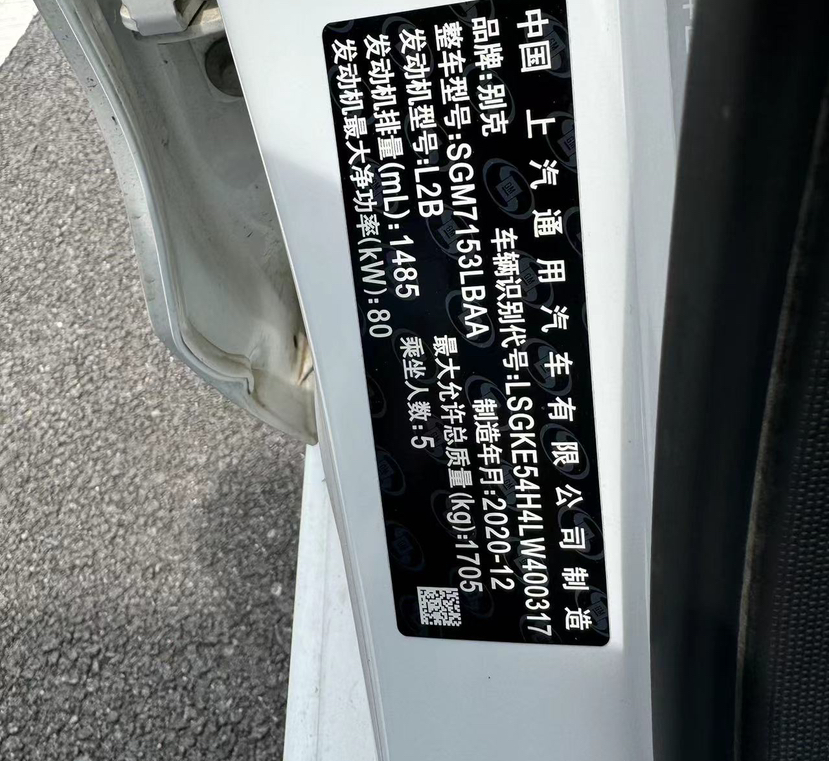 中国 上汽通用汽车有限公司制造
品牌:别克
车辆识别代号:LSGKE54H4LW400317
整车型号:SGM7153LBAA
制造年月:2020-12
发动机型号:L2B
最大允许总质量(kg):1705
发动机排量(mL):1485
乘坐人数:5
发动机最大净功率(kW):80